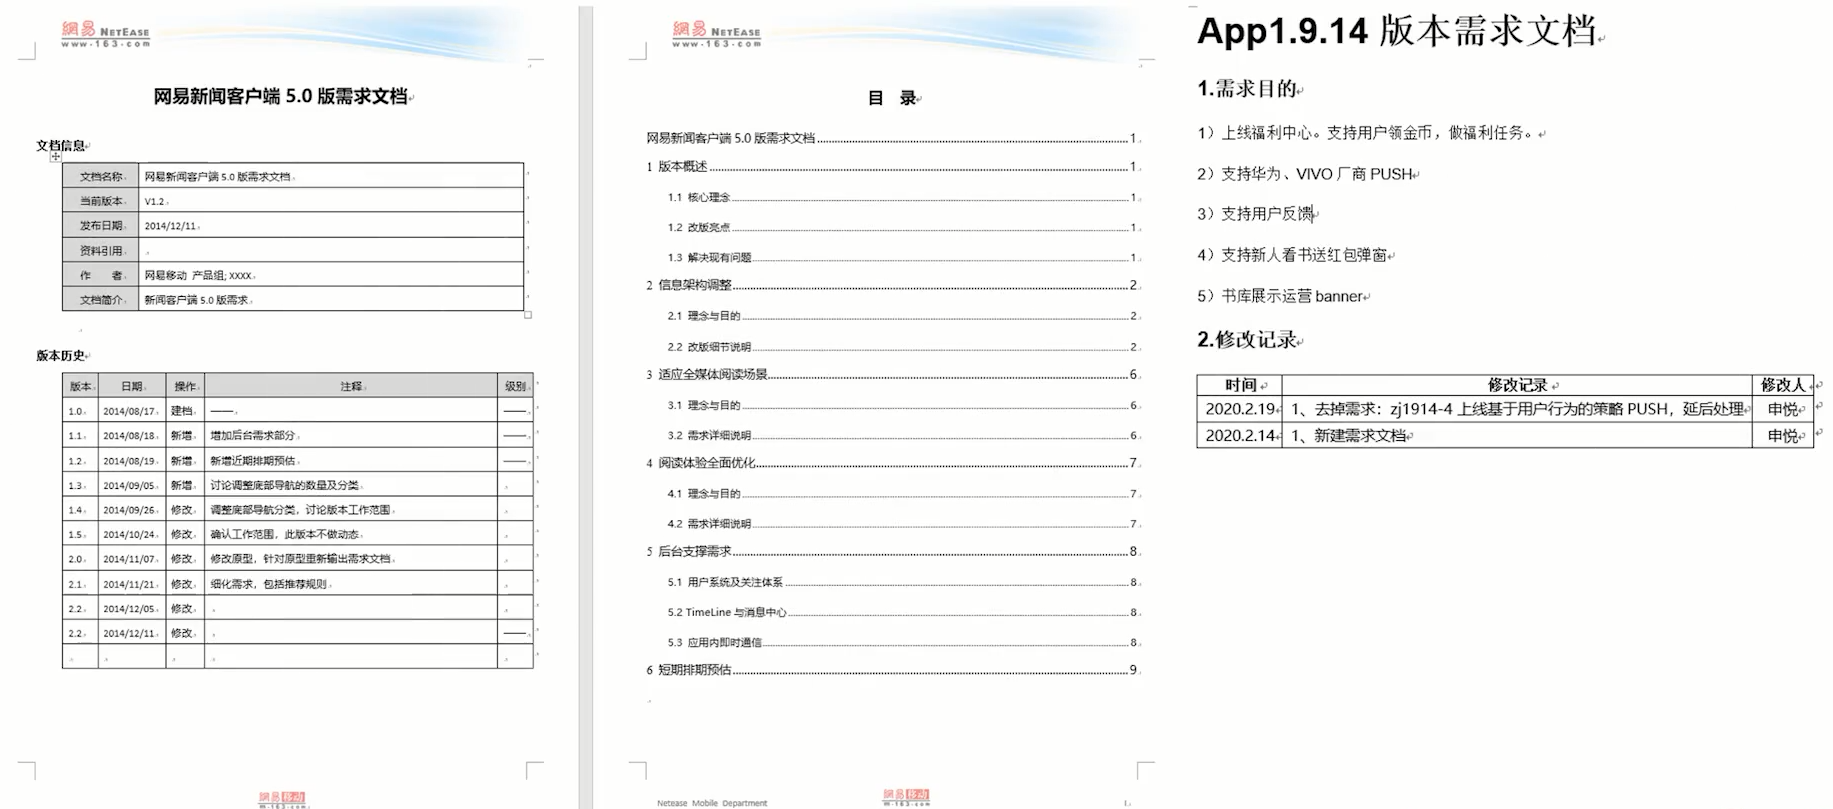 網易 NETEASE
www.163.com
网易新闻客户端 5.0 版需求文档
文档信息
文档名称 网易新闻客户端 5.0 版需求文档
当前版本 V1.2
发布日期 2014/12/11
资料引用
作 者 网易移动 产品组; XXXX
文档简介 新闻客户端 5.0 版需求
版本历史
版本 日期 操作 注释 级别
1.0 2014/08/17 建档 —— ——
1.1 2014/08/18 新增 增加后台需求部分 ——
1.2 2014/08/19 新增 新增近期排期预估 ——
1.3 2014/09/05 新增 讨论调整底部导航的数量及分类
1.4 2014/09/26 修改 调整底部导航分类，讨论版本工作范围
1.5 2014/10/24 修改 确认工作范围，此版本不做动态
2.0 2014/11/07 修改 修改原型，针对原型重新输出需求文档
2.1 2014/11/21 修改 细化需求，包括推荐规则
2.2 2014/12/05 修改
2.2 2014/12/11 修改 ——
網易移动
網易 NETEASE
www.163.com
目 录
网易新闻客户端 5.0 版需求文档 1
1 版本概述 1
1.1 核心理念 1
1.2 改版亮点 1
1.3 解决现有问题 1
2 信息架构调整 2
2.1 理念与目的 2
2.2 改版细节说明 2
3 适应全媒体阅读场景 6
3.1 理念与目的 6
3.2 需求详细说明 6
4 阅读体验全面优化 7
4.1 理念与目的 7
4.2 需求详细说明 7
5 后台支撑需求 8
5.1 用户系统及关注体系 8
5.2 TimeLine 与消息中心 8
5.3 应用内即时通信 8
6 短期排期预估 9
Netease Mobile Department
網易移动
App1.9.14 版本需求文档
1.需求目的
1）上线福利中心。支持用户领金币，做福利任务。
2）支持华为、VIVO 厂商 PUSH
3）支持用户反馈
4）支持新人看书送红包弹窗
5）书库展示运营 banner
2.修改记录
时间 修改记录 修改人
2020.2.19 1、去掉需求：zj1914-4 上线基于用户行为的策略 PUSH，延后处理 申悦
2020.2.14 1、新建需求文档 申悦